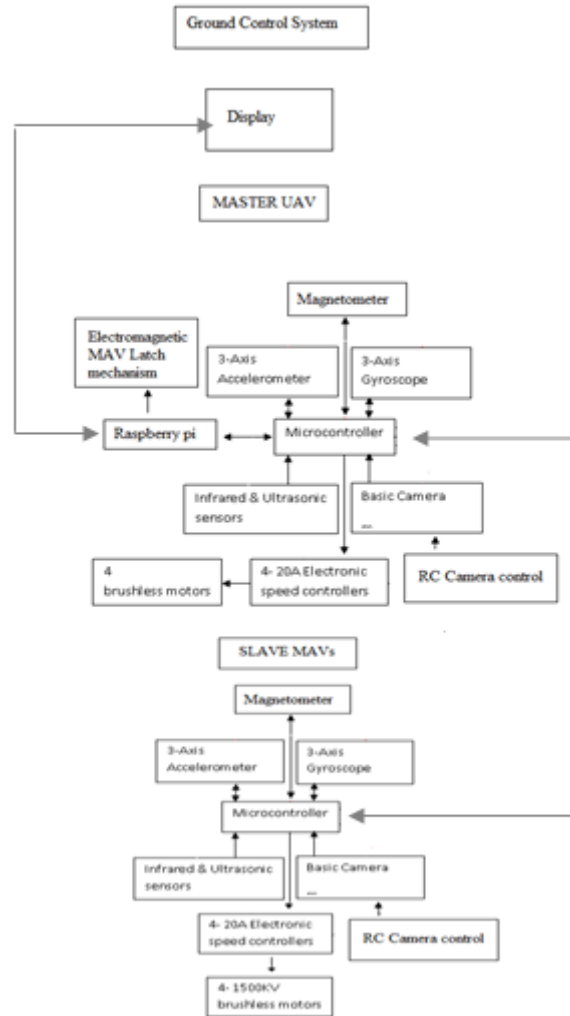 Ground Control System
Display
MASTER UAV
Magnetometer
Electromagnetic
MAV Latch
mechanism
3-Axis
Accelerometer
3-Axis
Gyroscope
Raspberry pi
Microcontroller
Infrared & Ultrasonic
sensors
Basic Camera
...
4
brushless motors
4- 20A Electronic
speed controllers
RC Camera control
SLAVE MAVs
Magnetometer
3-Axis
Accelerometer
3-Axis
Gyroscope
Microcontroller
Infrared & Ultrasonic
sensors
Basic Camera
...
4- 20A Electronic
speed controllers
RC Camera control
4- 1500KV
brushless motors